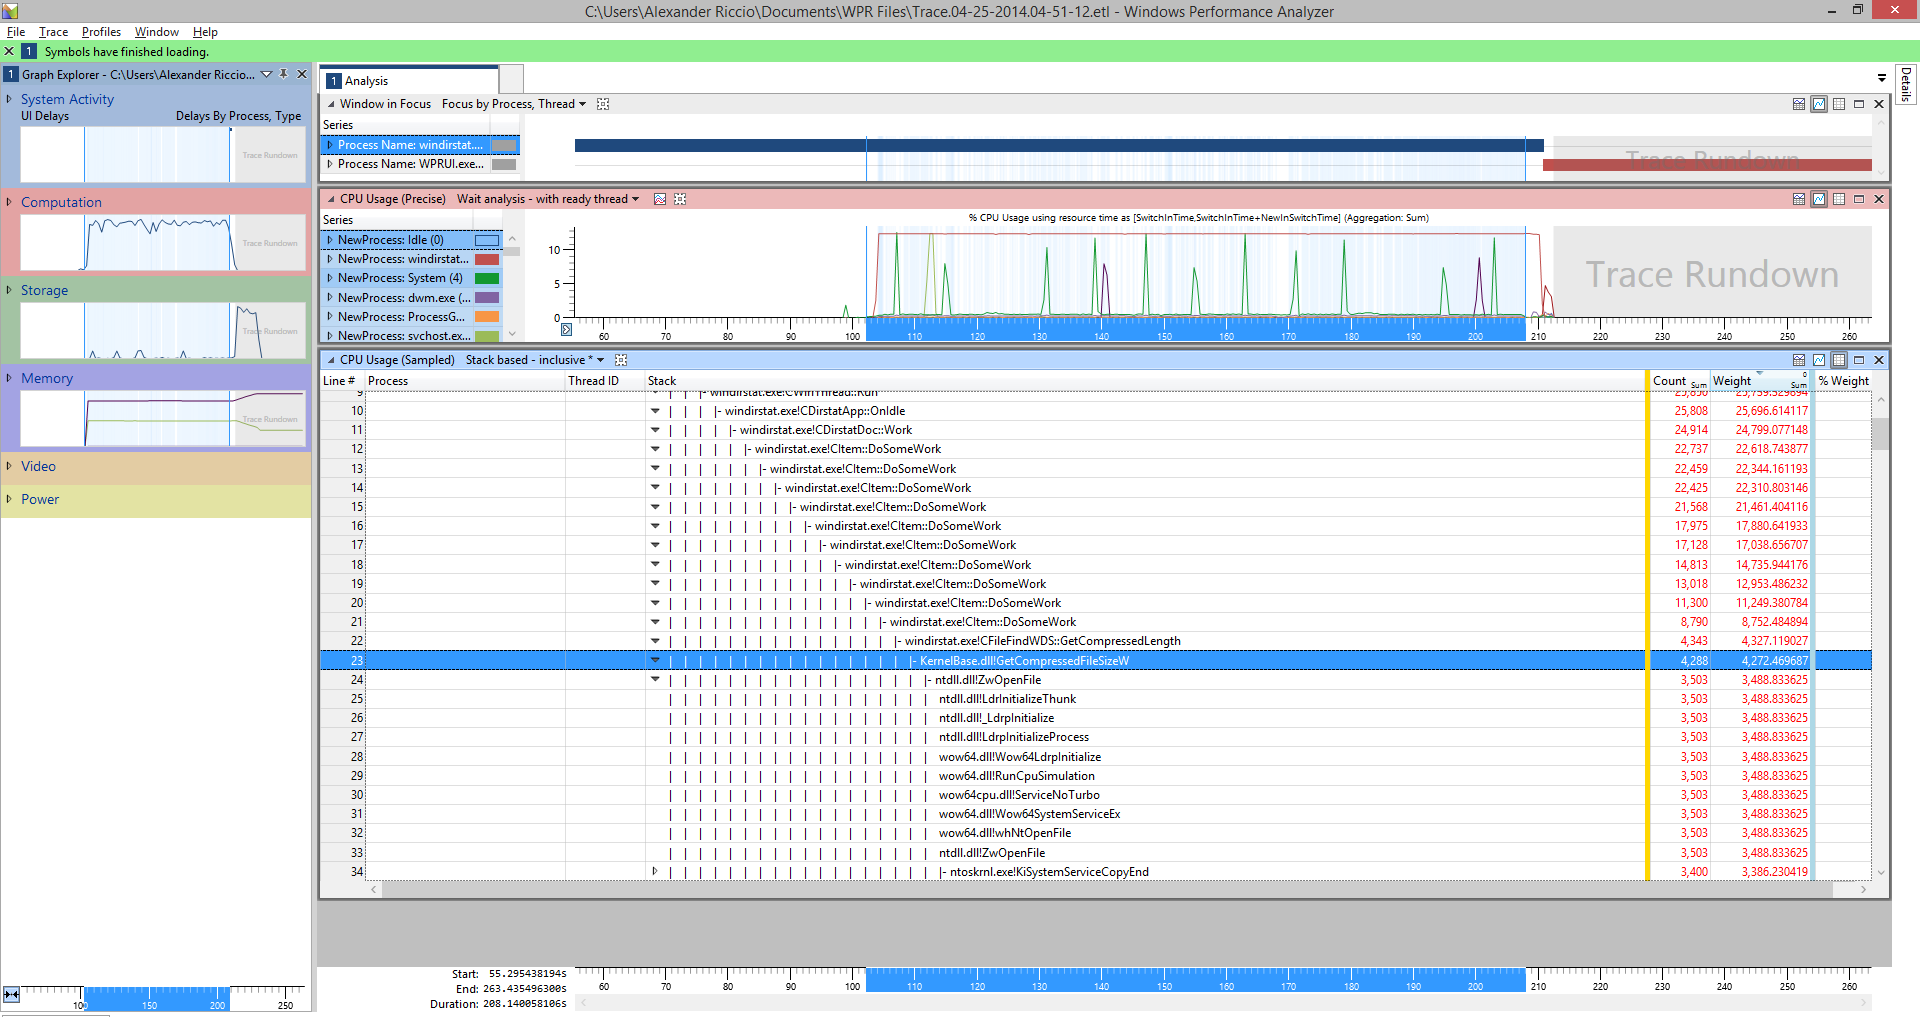 C:\Users\Alexander Riccio\Documents\WPR Files\Trace.04-25-2014.04-51-12.etl - Windows Performance Analyzer
File Trace Profiles Window Help
1 Symbols have finished loading.
1 Graph Explorer - C:\Users\Alexander Riccio...
System Activity
UI Delays Delays By Process, Type
Trace Rundown
Computation
Trace Rundown
Storage
Trace Rundown
Memory
Trace Rundown
Video
Power
100 150 200 250
1 Analysis
Details
Window in Focus Focus by Process, Thread
Series
Process Name: windirstat....
Process Name: WPRUI.exe...
Trace Rundown
CPU Usage (Precise) Wait analysis - with ready thread
Series
% CPU Usage using resource time as [SwitchInTime,SwitchInTime+NewInSwitchTime] (Aggregation: Sum)
NewProcess: Idle (0)
NewProcess: windirstat...
NewProcess: System (4)
NewProcess: dwm.exe (...
NewProcess: ProcessG...
NewProcess: svchost.ex...
10
5
0
Trace Rundown
60 70 80 90 100 110 120 130 140 150 160 170 180 190 200 210 220 230 240 250 260
CPU Usage (Sampled) Stack based - inclusive *
Line # Process Thread ID Stack Count Sum Weight 0 Sum % Weight
9 |- windirstat.exe!CWinThread::Run 25,850 25,739.529894
10 |- windirstat.exe!CDirstatApp::OnIdle 25,808 25,696.614117
11 |- windirstat.exe!CDirstatDoc::Work 24,914 24,799.077148
12 |- windirstat.exe!CItem::DoSomeWork 22,737 22,618.743877
13 |- windirstat.exe!CItem::DoSomeWork 22,459 22,344.161193
14 |- windirstat.exe!CItem::DoSomeWork 22,425 22,310.803146
15 |- windirstat.exe!CItem::DoSomeWork 21,568 21,461.404116
16 |- windirstat.exe!CItem::DoSomeWork 17,975 17,880.641933
17 |- windirstat.exe!CItem::DoSomeWork 17,128 17,038.656707
18 |- windirstat.exe!CItem::DoSomeWork 14,813 14,735.944176
19 |- windirstat.exe!CItem::DoSomeWork 13,018 12,953.486232
20 |- windirstat.exe!CItem::DoSomeWork 11,300 11,249.380784
21 |- windirstat.exe!CItem::DoSomeWork 8,790 8,752.484894
22 |- windirstat.exe!CFileFindWDS::GetCompressedLength 4,343 4,327.119027
23 |- KernelBase.dll!GetCompressedFileSizeW 4,288 4,272.469687
24 |- ntdll.dll!ZwOpenFile 3,503 3,488.833625
25 ntdll.dll!LdrInitializeThunk 3,503 3,488.833625
26 ntdll.dll!_LdrpInitialize 3,503 3,488.833625
27 ntdll.dll!LdrpInitializeProcess 3,503 3,488.833625
28 wow64.dll!Wow64LdrpInitialize 3,503 3,488.833625
29 wow64.dll!RunCpuSimulation 3,503 3,488.833625
30 wow64cpu.dll!ServiceNoTurbo 3,503 3,488.833625
31 wow64.dll!Wow64SystemServiceEx 3,503 3,488.833625
32 wow64.dll!whNtOpenFile 3,503 3,488.833625
33 ntdll.dll!ZwOpenFile 3,503 3,488.833625
34 |- ntoskrnl.exe!KiSystemServiceCopyEnd 3,400 3,386.230419
Start: 55.295438194s
End: 263.435496300s
Duration: 208.140058106s
60 70 80 90 100 110 120 130 140 150 160 170 180 190 200 210 220 230 240 250 260